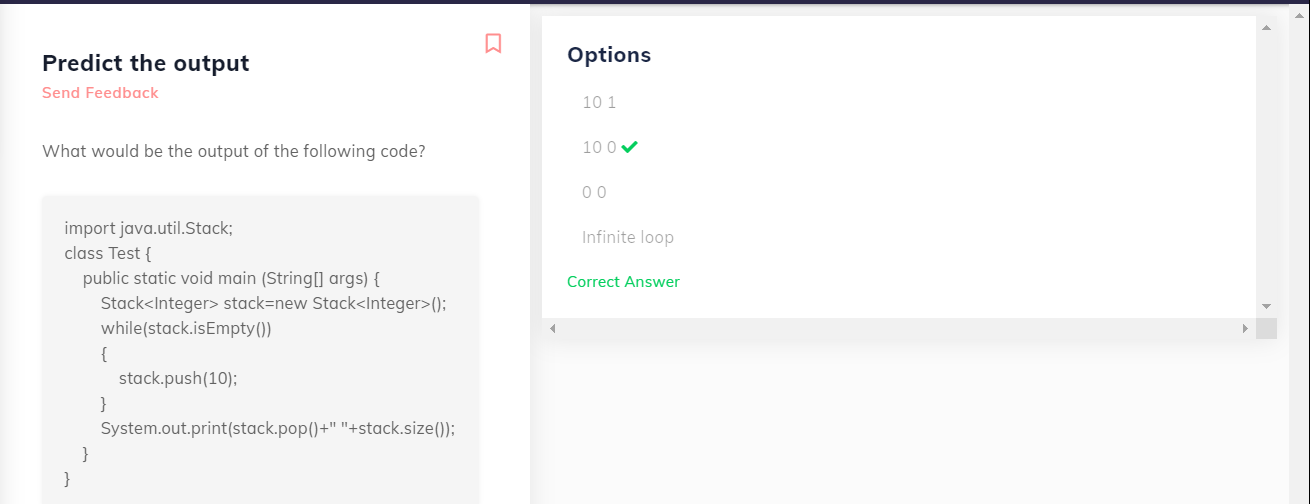 Predict the output
Send Feedback
What would be the output of the following code?
import java.util.Stack;
class Test {
    public static void main (String[] args) {
        Stack<Integer> stack=new Stack<Integer>();
        while(stack.isEmpty())
        {
            stack.push(10);
        }
        System.out.print(stack.pop()+" "+stack.size());
    }
}
Options
10 1
10 0
0 0
Infinite loop
Correct Answer